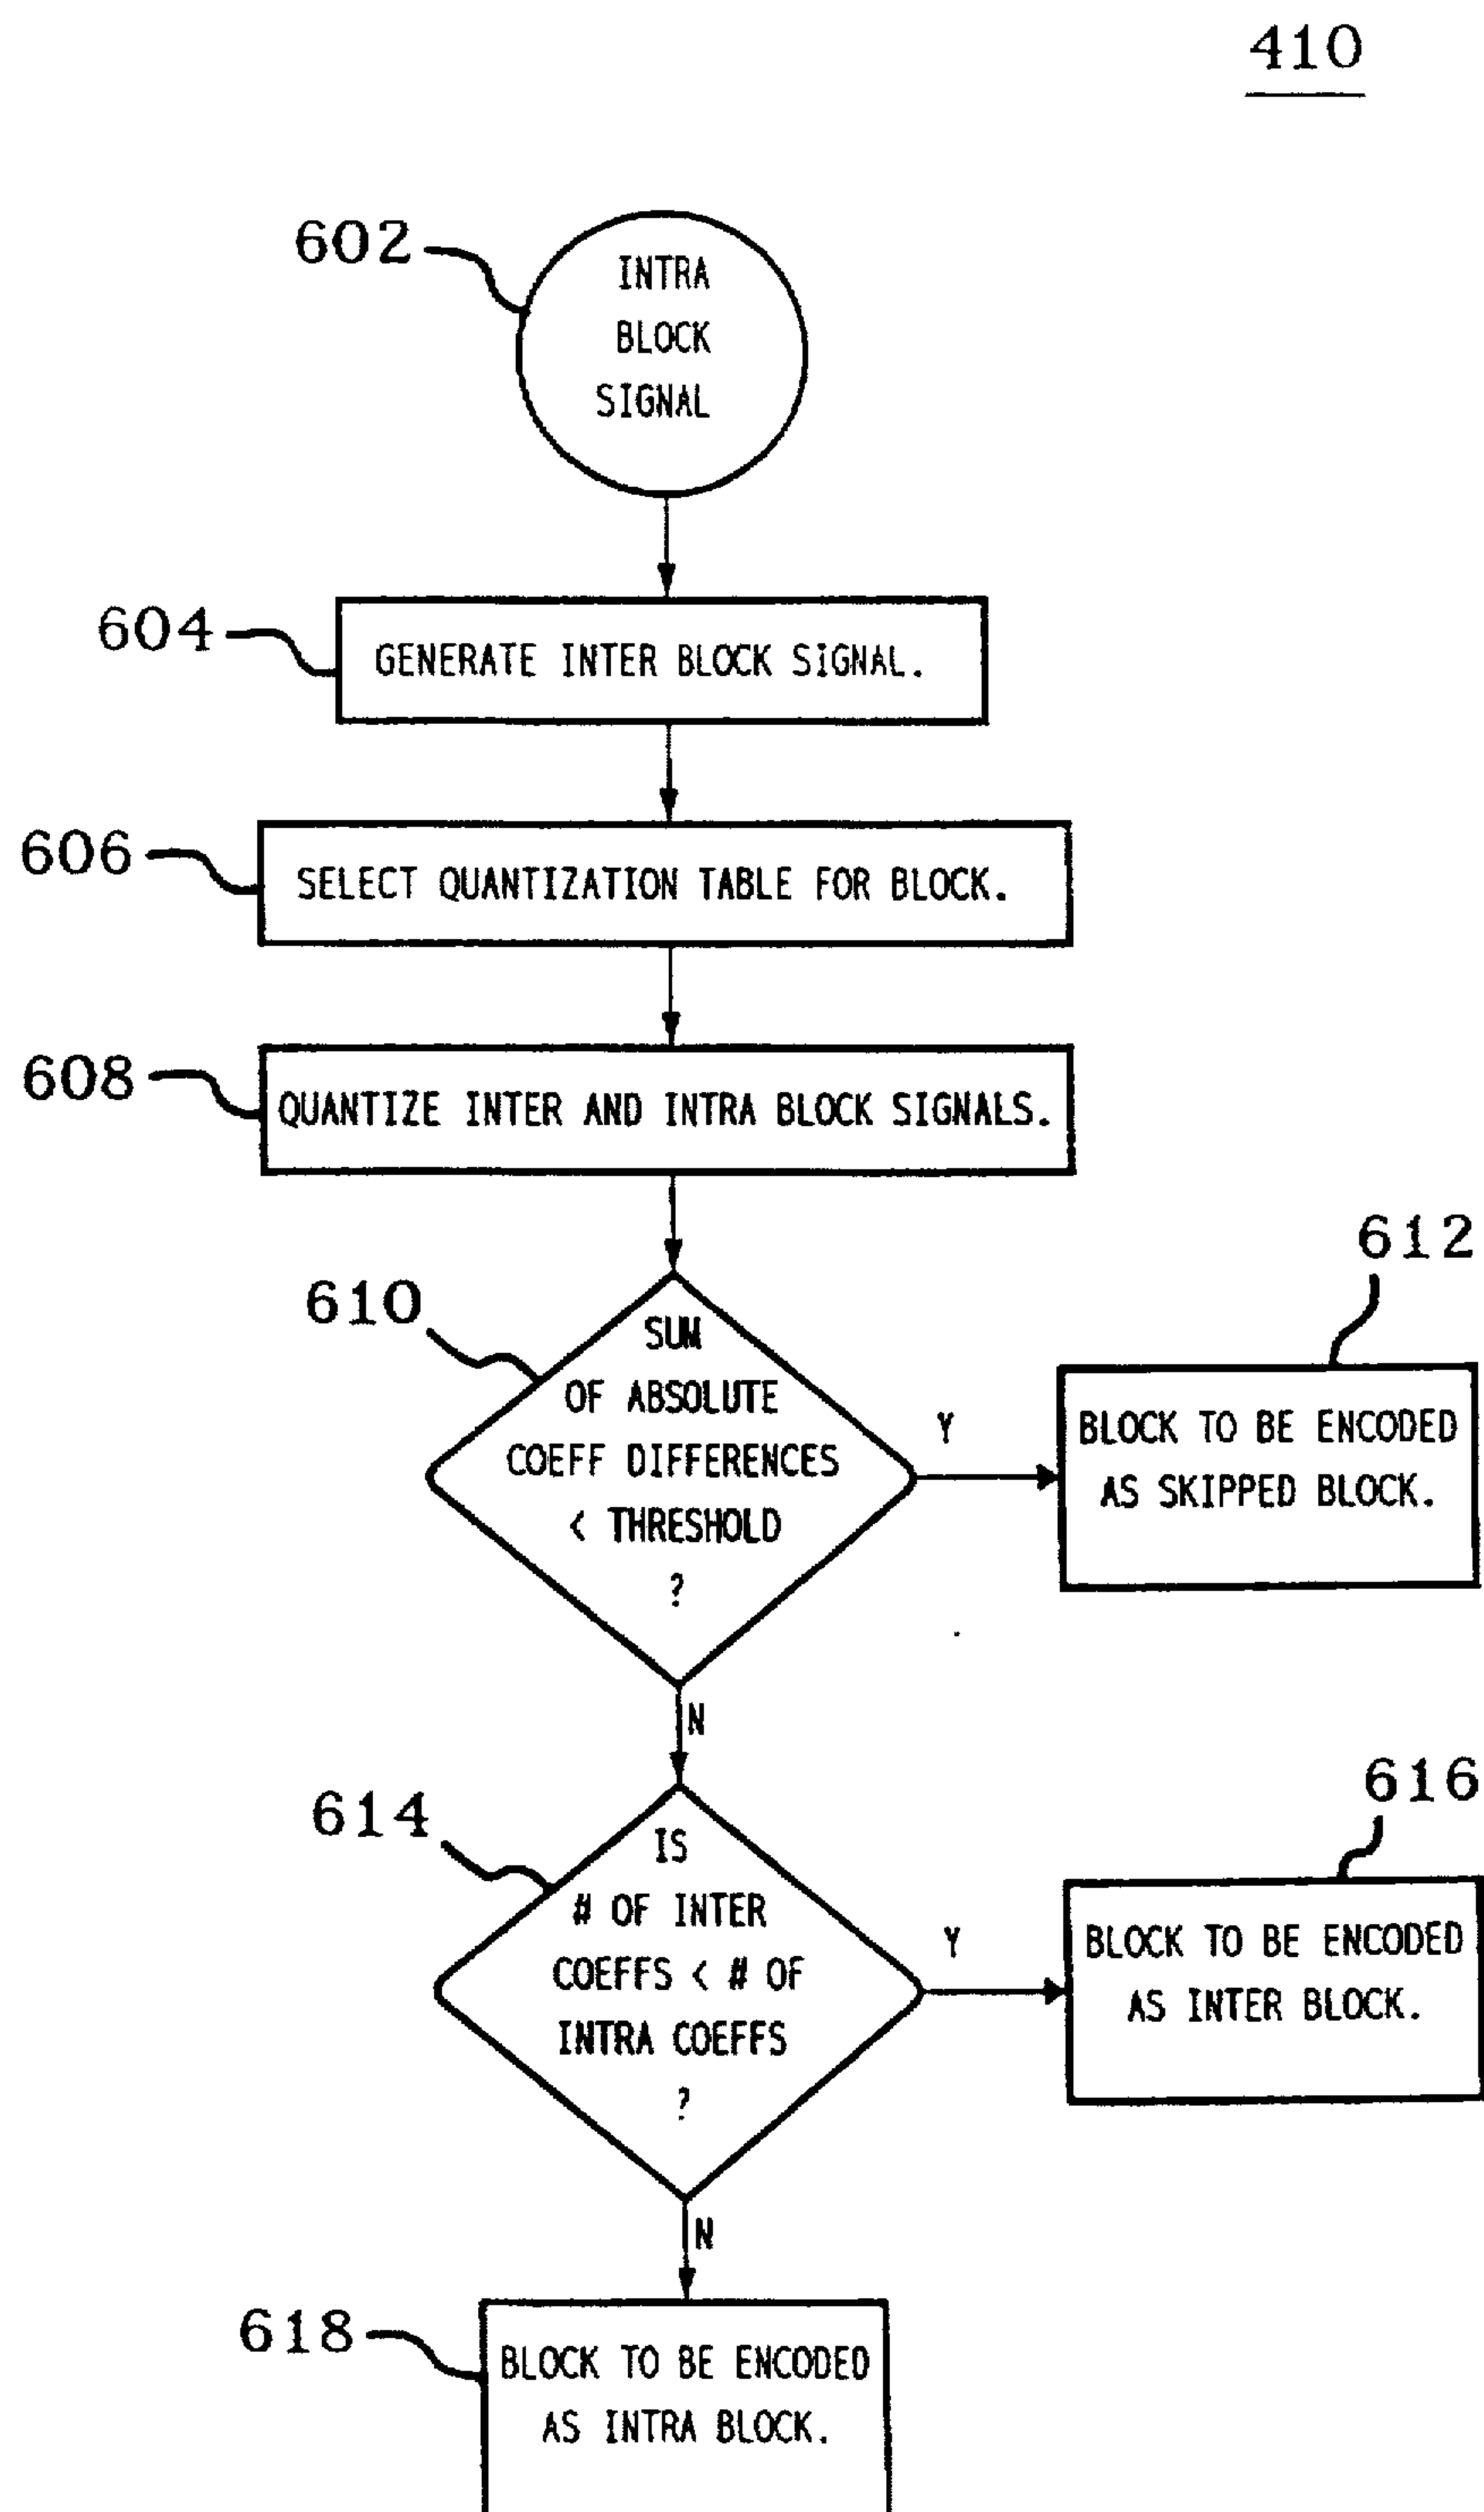 410
602
INTRA
BLOCK
SIGNAL
604
GENERATE INTER BLOCK SIGNAL.
606
SELECT QUANTIZATION TABLE FOR BLOCK.
608
QUANTIZE INTER AND INTRA BLOCK SIGNALS.
610
SUM
OF ABSOLUTE
COEFF DIFFERENCES
< THRESHOLD
?
Y
612
BLOCK TO BE ENCODED
AS SKIPPED BLOCK.
N
614
IS
# OF INTER
COEFFS < # OF
INTRA COEFFS
?
Y
616
BLOCK TO BE ENCODED
AS INTER BLOCK.
N
618
BLOCK TO BE ENCODED
AS INTRA BLOCK.